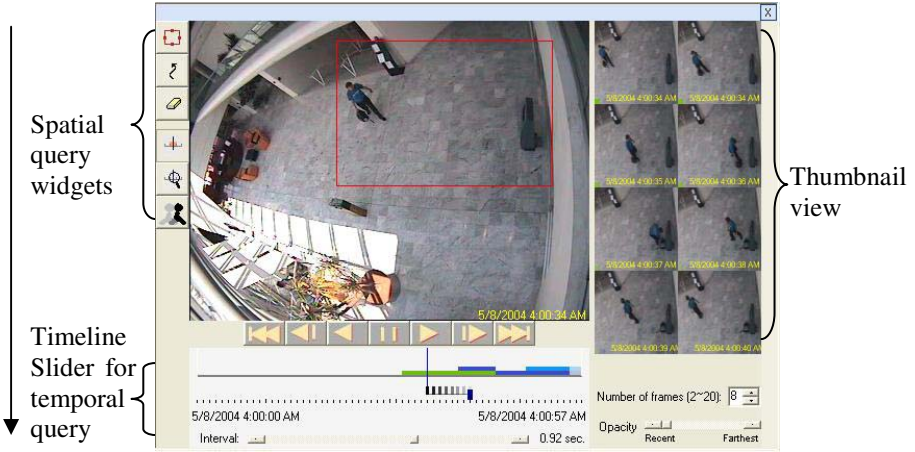 X
Spatial
query
widgets
5/8/2004 4:00:34 AM
5/8/2004 4:00:34 AM
5/8/2004 4:00:34 AM
5/8/2004 4:00:35 AM
5/8/2004 4:00:36 AM
5/8/2004 4:00:37 AM
5/8/2004 4:00:38 AM
5/8/2004 4:00:39 AM
5/8/2004 4:00:40 AM
Thumbnail
view
Timeline
Slider for
temporal
query
5/8/2004 4:00:00 AM
5/8/2004 4:00:57 AM
Interval:
0.92 sec.
Number of frames (2~20): 8
Opacity
Recent
Farthest